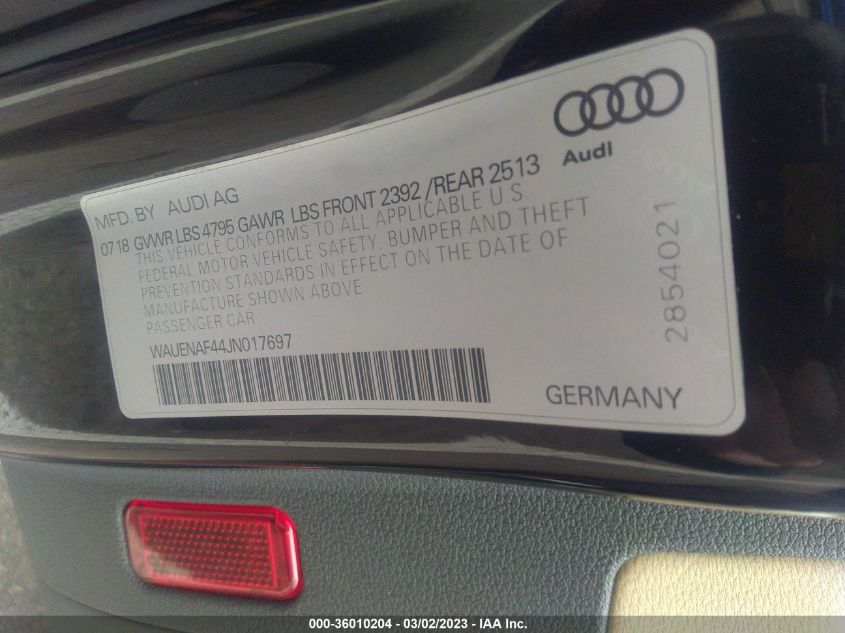 Audi
MFD. BY AUDI AG
0718 GVWR LBS 4795 GAWR LBS FRONT 2392 /REAR 2513
THIS VEHICLE CONFORMS TO ALL APPLICABLE U.S.
FEDERAL MOTOR VEHICLE SAFETY, BUMPER AND THEFT
PREVENTION STANDARDS IN EFFECT ON THE DATE OF
MANUFACTURE SHOWN ABOVE
PASSENGER CAR
WAUENAF44JN017697
GERMANY
2854021
000-36010204 - 03/02/2023 - IAA Inc.